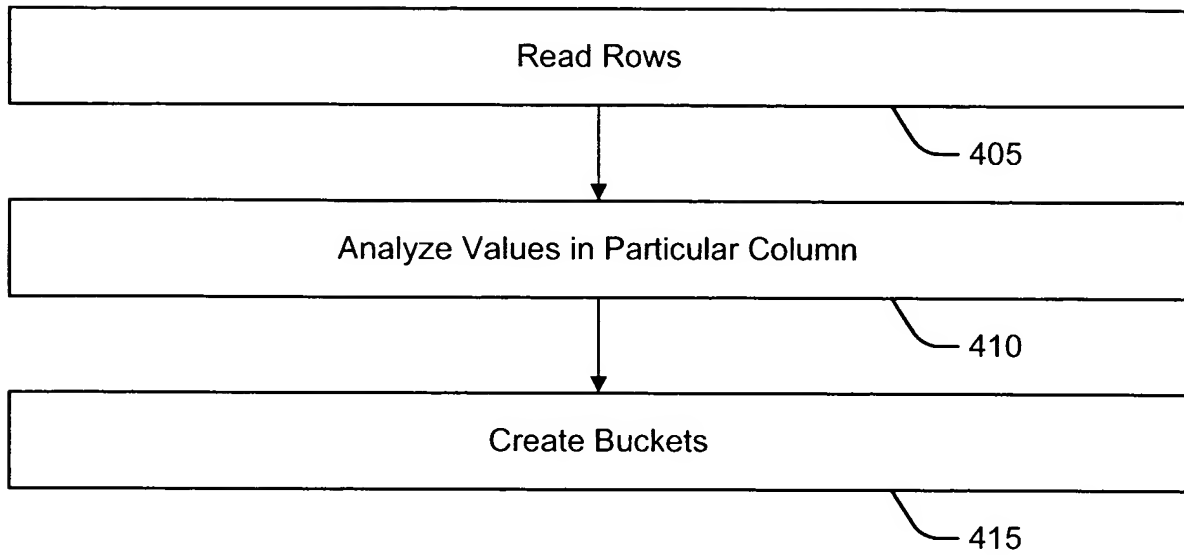 Read Rows
405
Analyze Values in Particular Column
410
Create Buckets
415